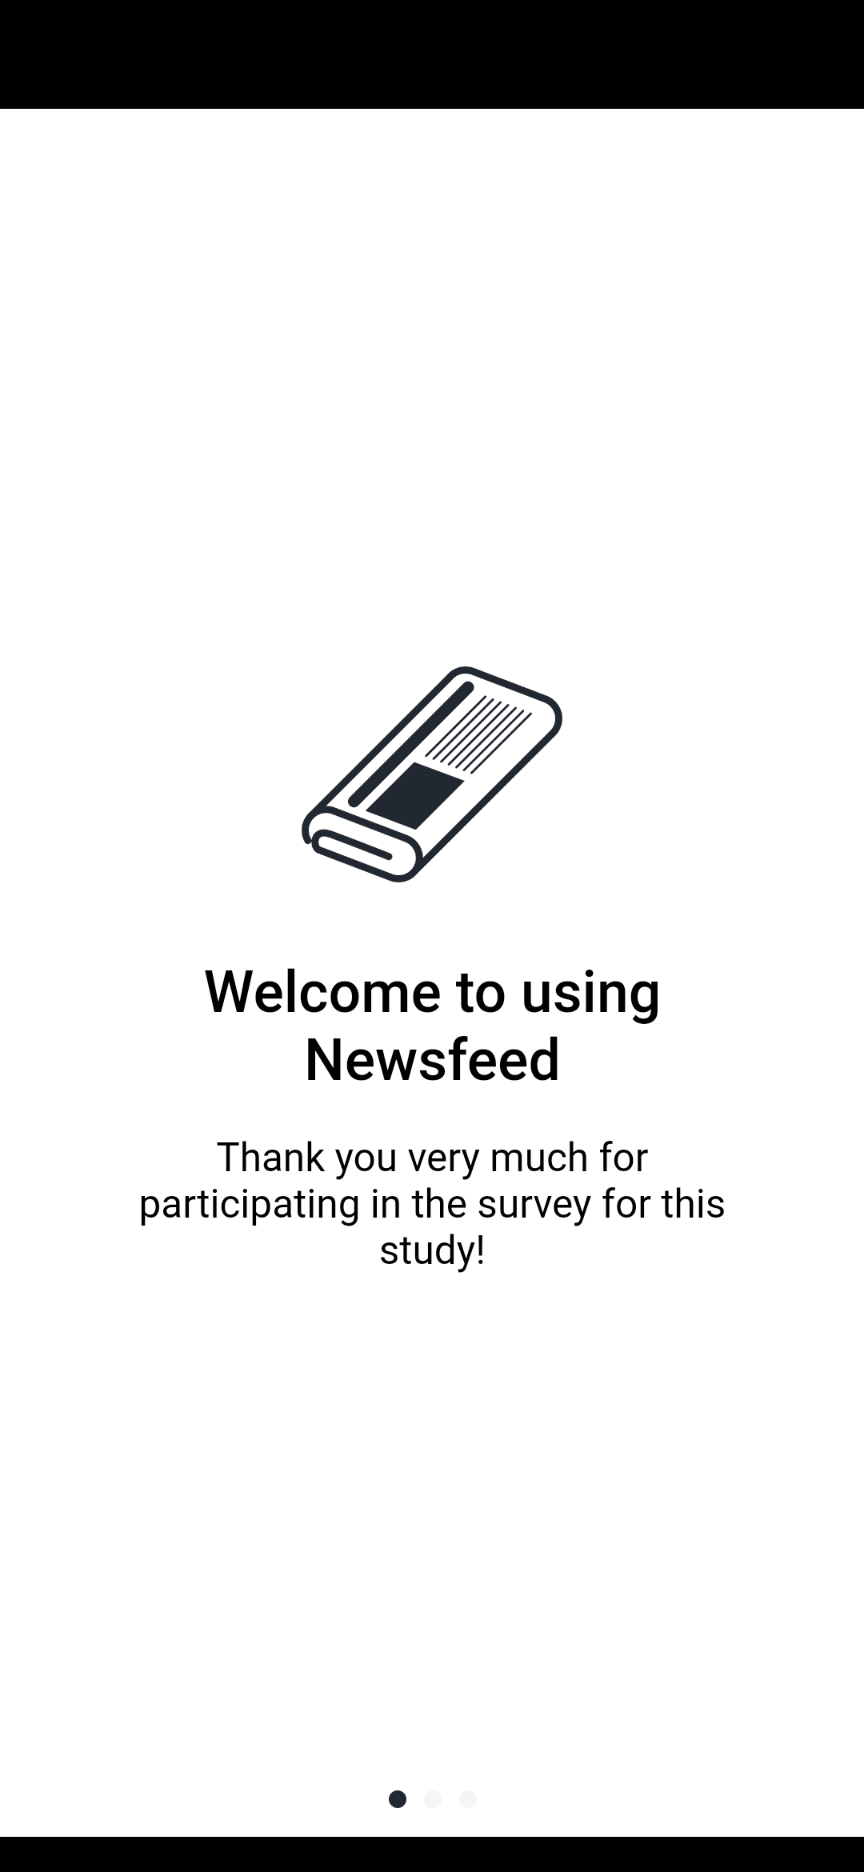 Welcome to using
Newsfeed
Thank you very much for
participating in the survey for this
study!